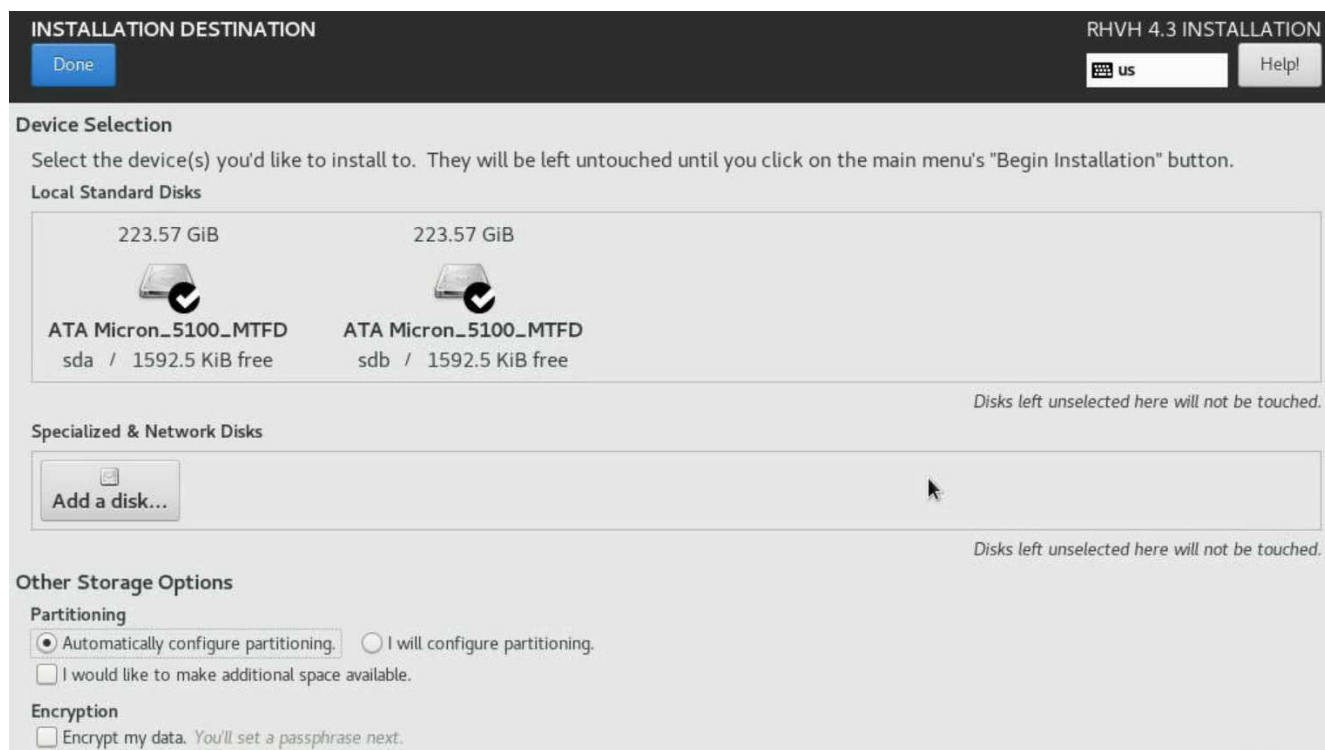 INSTALLATION DESTINATION
RHVH 4.3 INSTALLATION
Done
us
Help!
Device Selection
Select the device(s) you'd like to install to.  They will be left untouched until you click on the main menu's "Begin Installation" button.
Local Standard Disks
223.57 GiB
223.57 GiB
ATA Micron_5100_MTFD
ATA Micron_5100_MTFD
sda / 1592.5 KiB free
sdb / 1592.5 KiB free
Disks left unselected here will not be touched.
Specialized & Network Disks
Add a disk...
Disks left unselected here will not be touched.
Other Storage Options
Partitioning
Automatically configure partitioning.
I will configure partitioning.
I would like to make additional space available.
Encryption
Encrypt my data. You'll set a passphrase next.